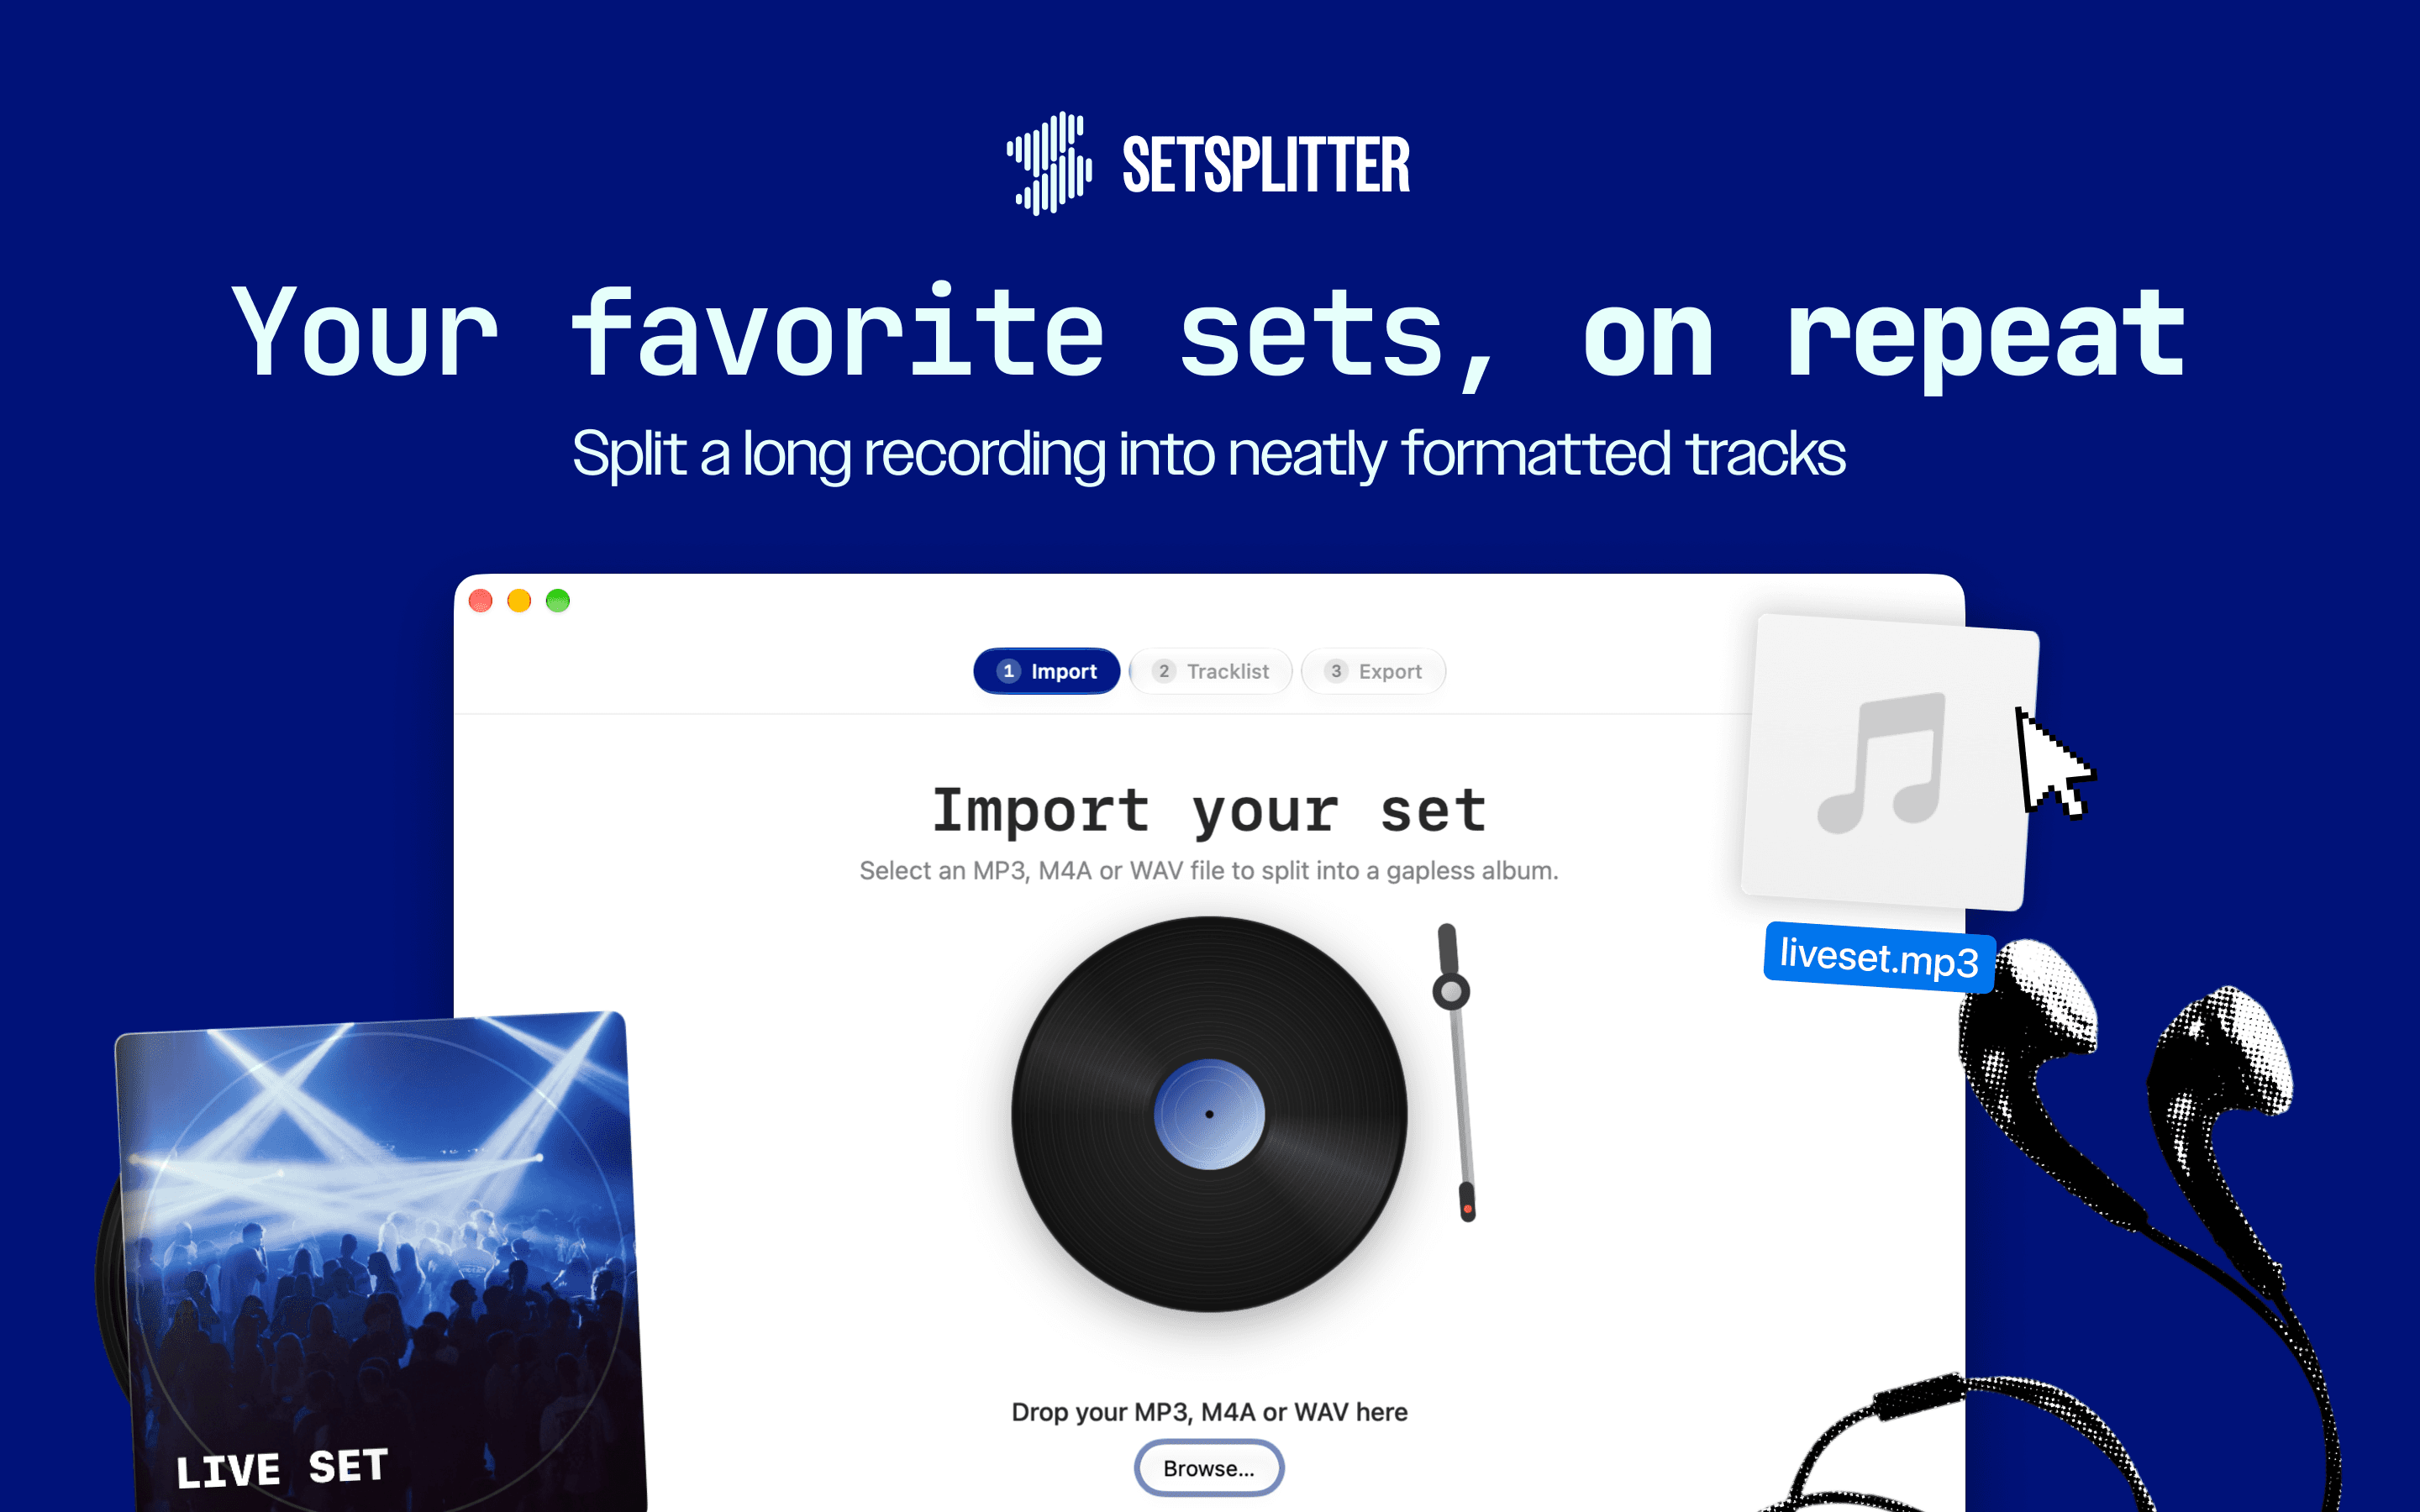 SETSPLITTER
Your favorite sets, on repeat
Split a long recording into neatly formatted tracks
1 Import
2 Tracklist
3 Export
Import your set
Select an MP3, M4A or WAV file to split into a gapless album.
liveset.mp3
LIVE SET
Drop your MP3, M4A or WAV here
Browse...